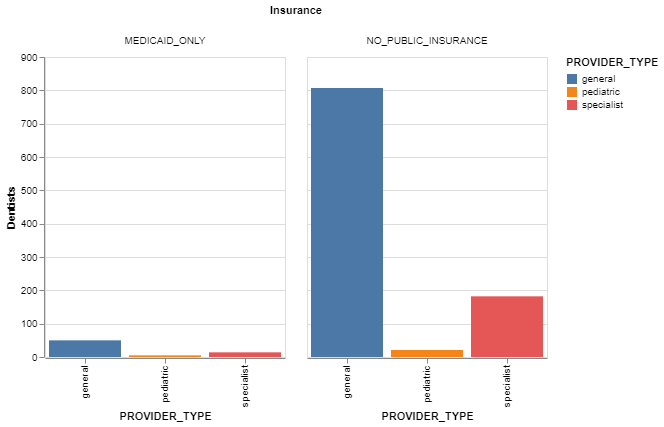 Insurance
MEDICAID_ONLY
NO_PUBLIC_INSURANCE
900
800
700
600
500
400
300
200
100
0
Dentists
general
pediatric
specialist
PROVIDER_TYPE
general
pediatric
specialist
PROVIDER_TYPE
PROVIDER_TYPE
general
pediatric
specialist